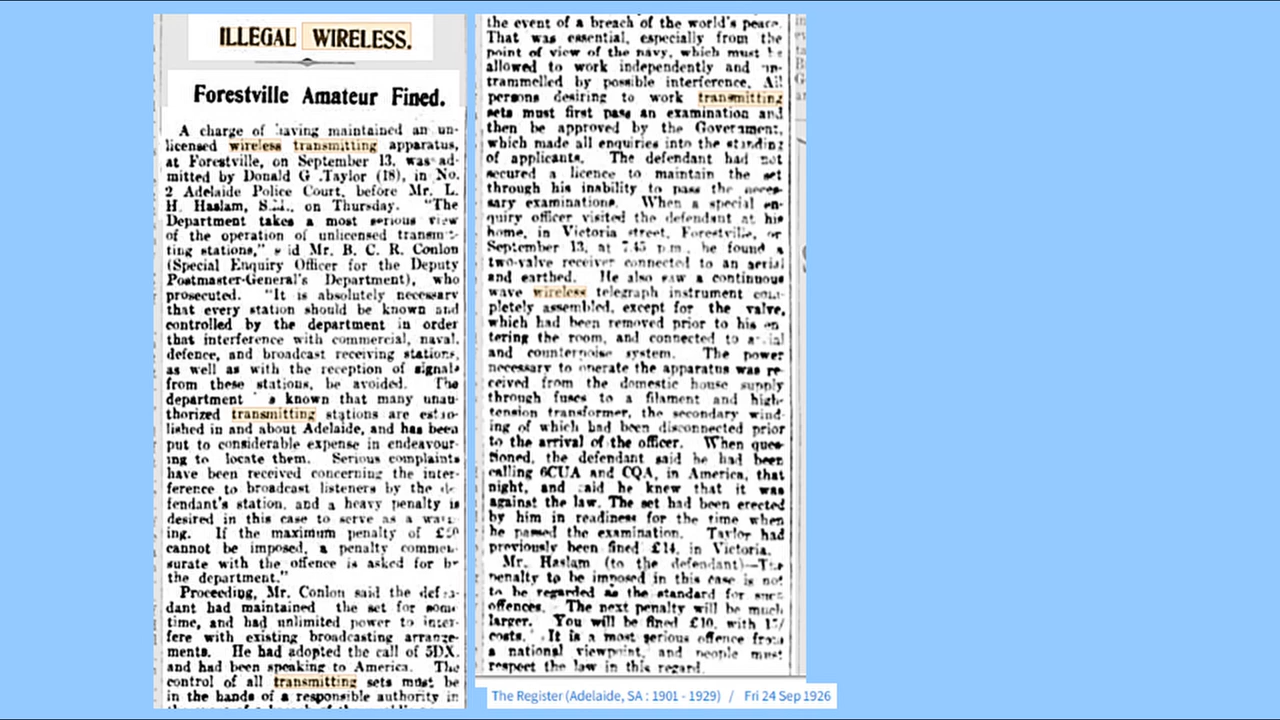 ILLEGAL WIRELESS.
Forestville Amateur Fined.
A charge of having maintained an un-
licensed wireless transmitting apparatus,
at Forestville, on September 13, was ad-
mitted by Donald G .Taylor (18), in No.
2 Adelaide Police Court, before Mr. L.
H. Haslam, S.M., on Thursday. "The
Department takes a most serious view
of the operation of unlicensed transmit-
ting stations," said Mr. B. C. R. Conlon
(Special Enquiry Officer for the Deputy
Postmaster-General's Department), who
prosecuted. "It is absolutely necessary
that every station should be known and
controlled by the department in order
that interference with commercial, naval,
defence, and broadcast receiving stations,
as well as with the reception of signals
from these stations, be avoided. The
department has known that many unau-
thorized transmitting stations are estab-
lished in and about Adelaide, and has been
put to considerable expense in endeavour-
ing to locate them. Serious complaints
have been received concerning the inter-
ference to broadcast listeners by the de-
fendant's station, and a heavy penalty is
desired in this case to serve as a warn-
ing. If the maximum penalty of £50
cannot be imposed, a penalty commen-
surate with the offence is asked for by
the department."
Proceeding, Mr. Conlon said the defen-
dant had maintained the set for some
time, and had unlimited power to inter-
fere with existing broadcasting arrange-
ments. He had adopted the call of 5DX.
and had been speaking to America. The
control of all transmitting sets must be
in the hands of a responsible authority in
the event of a breach of the world's peace.
That was essential, especially from the
point of view of the navy, which must be
allowed to work independently and un-
trammelled by possible interference. All
persons desiring to work transmitting
sets must first pass an examination and
then be approved by the Government,
which made all enquiries into the standing
of applicants. The defendant had not
secured a licence to maintain the set
through his inability to pass the neces-
sary examinations. When a special en-
quiry officer visited the defendant at his
home, in Victoria street, Forestville, on
September 13, at 7.45 p.m., he found a
two-valve receiver connected to an aerial
and earthed. He also saw a continuous
wave wireless telegraph instrument com-
pletely assembled, except for the valve,
which had been removed prior to his en-
tering the room, and connected to aerial
and counterpoise system. The power
necessary to operate the apparatus was re-
ceived from the domestic house supply
through fuses to a filament and high-
tension transformer, the secondary wind-
ing of which had been disconnected prior
to the arrival of the officer. When ques-
tioned, the defendant said he had been
calling 6CUA and CQA, in America, that
night, and said he knew that it was
against the law. The set had been erected
by him in readiness for the time when
he passed the examination. Taylor had
previously been fined £14, in Victoria.
Mr. Haslam (to the defendant)—The
penalty to be imposed in this case is not
to be regarded as the standard for such
offences. The next penalty will be much
larger. You will be fined £10, with
costs. It is a most serious offence from
a national viewpoint, and people must
respect the law in this regard.
The Register (Adelaide, SA : 1901 - 1929) / Fri 24 Sep 1926